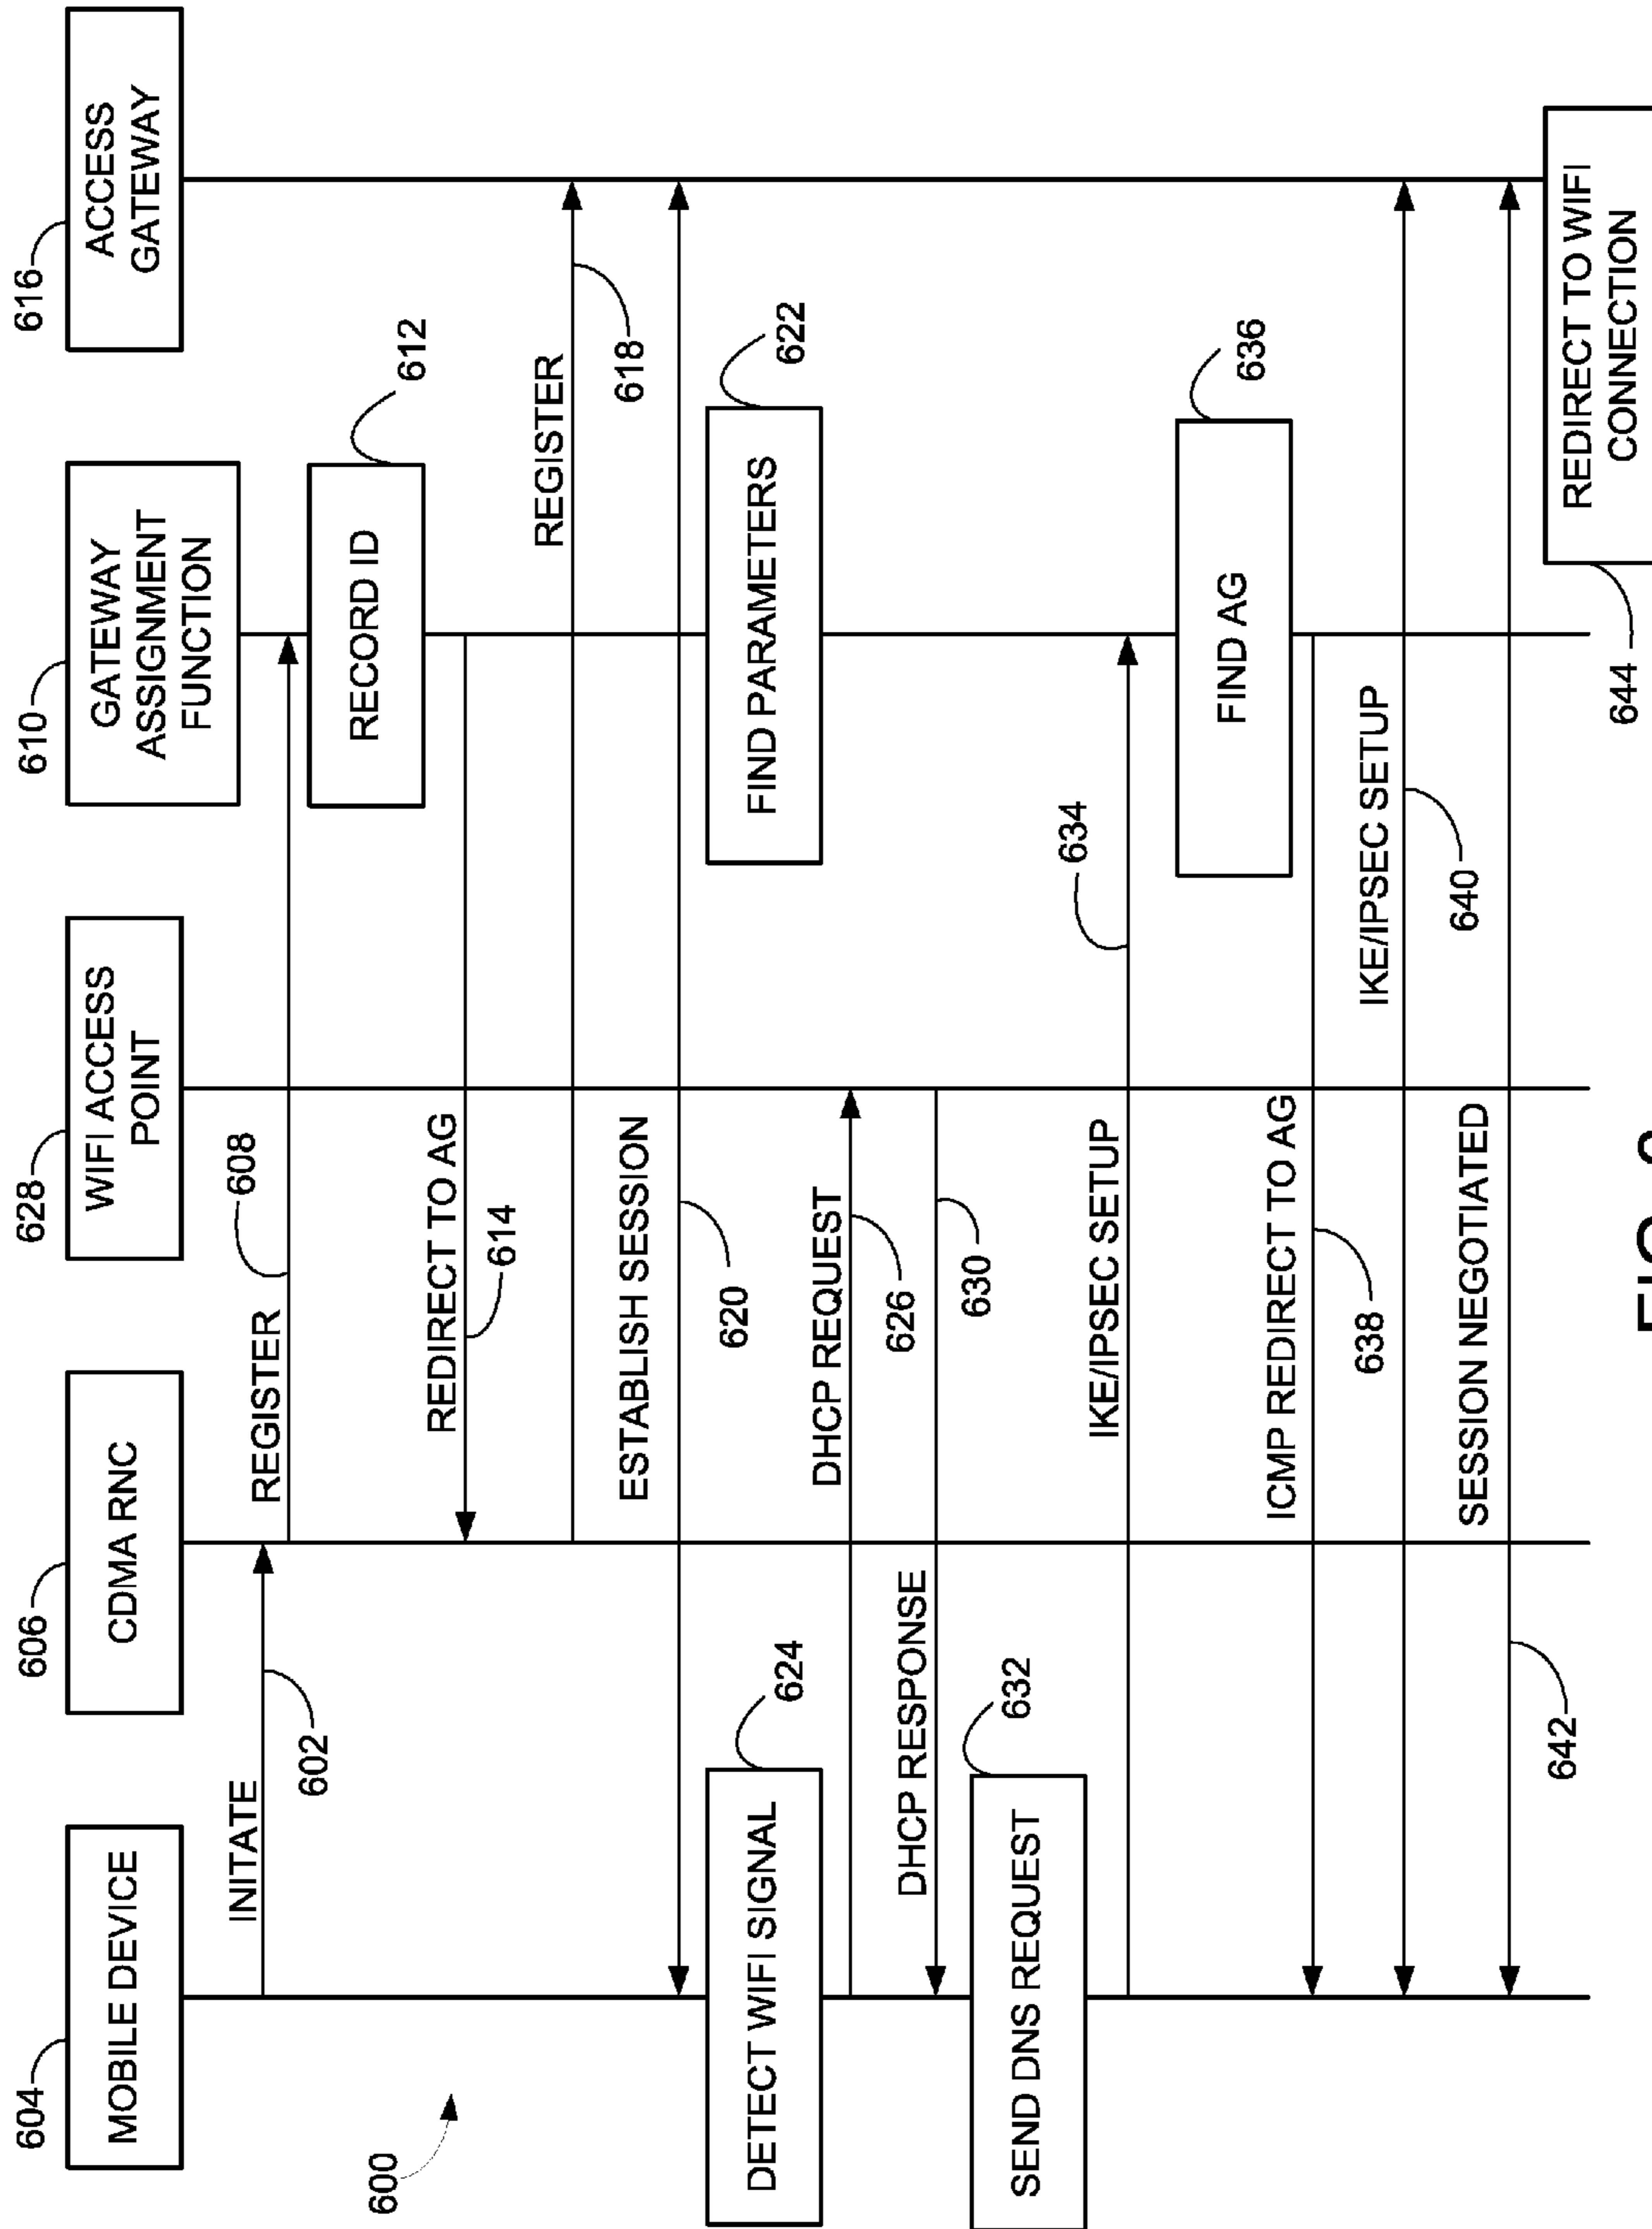 604
MOBILE DEVICE
606
CDMA RNC
628
WIFI ACCESS
POINT
610
GATEWAY
ASSIGNMENT
FUNCTION
616
ACCESS
GATEWAY
600
INITATE
602
REGISTER
608
RECORD ID
612
REDIRECT TO AG
614
REGISTER
618
ESTABLISH SESSION
620
FIND PARAMETERS
622
DETECT WIFI SIGNAL
624
DHCP REQUEST
626
DHCP RESPONSE
630
SEND DNS REQUEST
632
IKE/IPSEC SETUP
634
FIND AG
636
ICMP REDIRECT TO AG
638
IKE/IPSEC SETUP
640
SESSION NEGOTIATED
642
REDIRECT TO WIFI
CONNECTION
644
FIG.